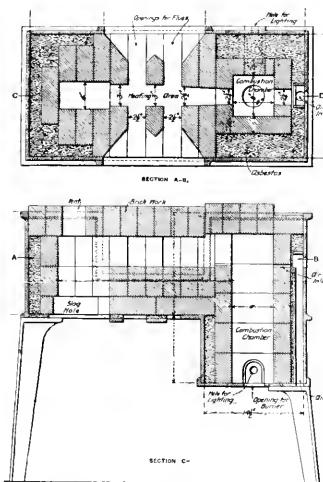 Openings for Flues
Hole for
Lighting
Combustion
Chamber
C
Heating Area
D
Asbestos
SECTION A-B.
Vent
Brick Work
A
B
Slag
Hole
Combustion
Chamber
Hole for
Lighting
Opening for
Burner
SECTION C-